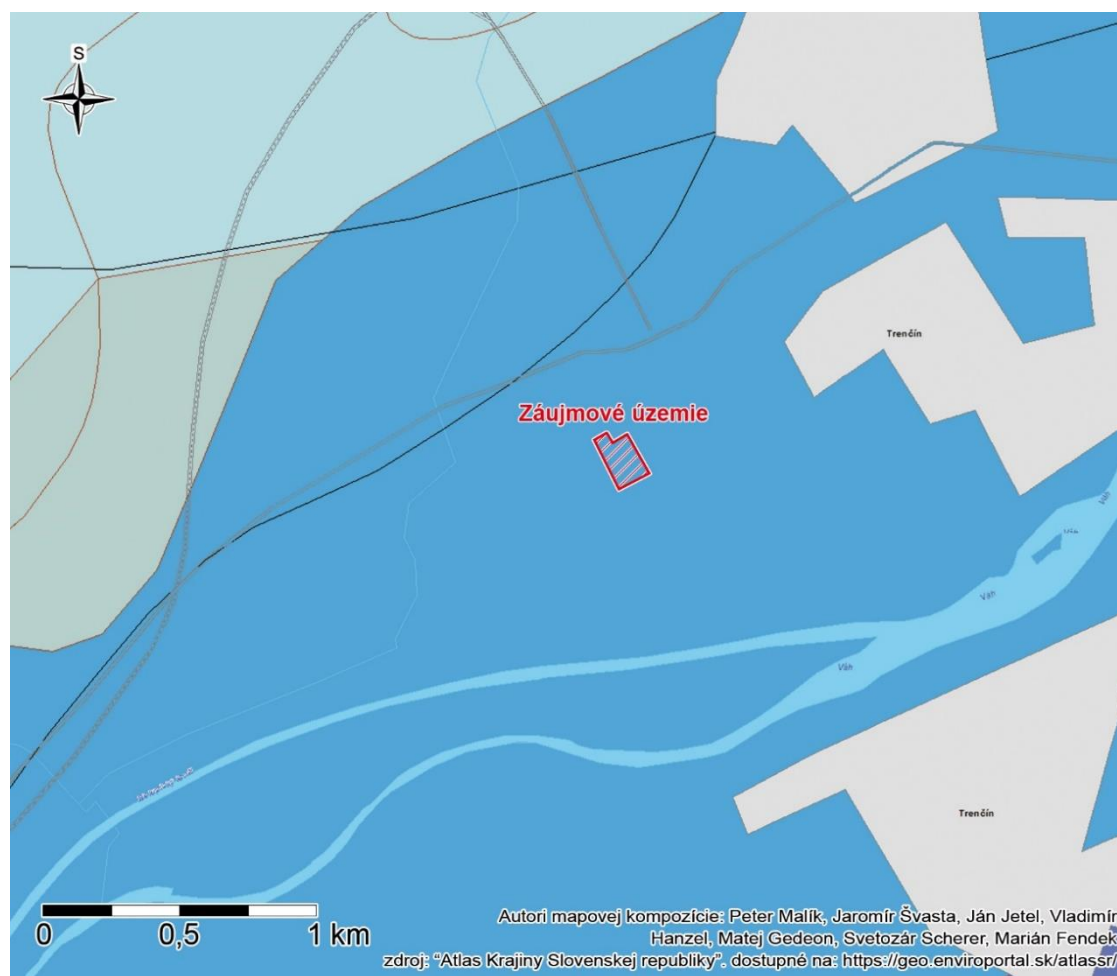 S
Trenčín
Záujmové územie
Váh
Váh
Váh
Váh
Trenčín
0 0,5 1 km
Autori mapovej kompozície: Peter Malík, Jaromír Švasta, Ján Jetel, Vladimír
Hanzel, Matej Gedeon, Svetozár Scherer, Marián Fendek
zdroj: "Atlas Krajiny Slovenskej republiky". dostupné na: https://geo.enviroportal.sk/atlassr/